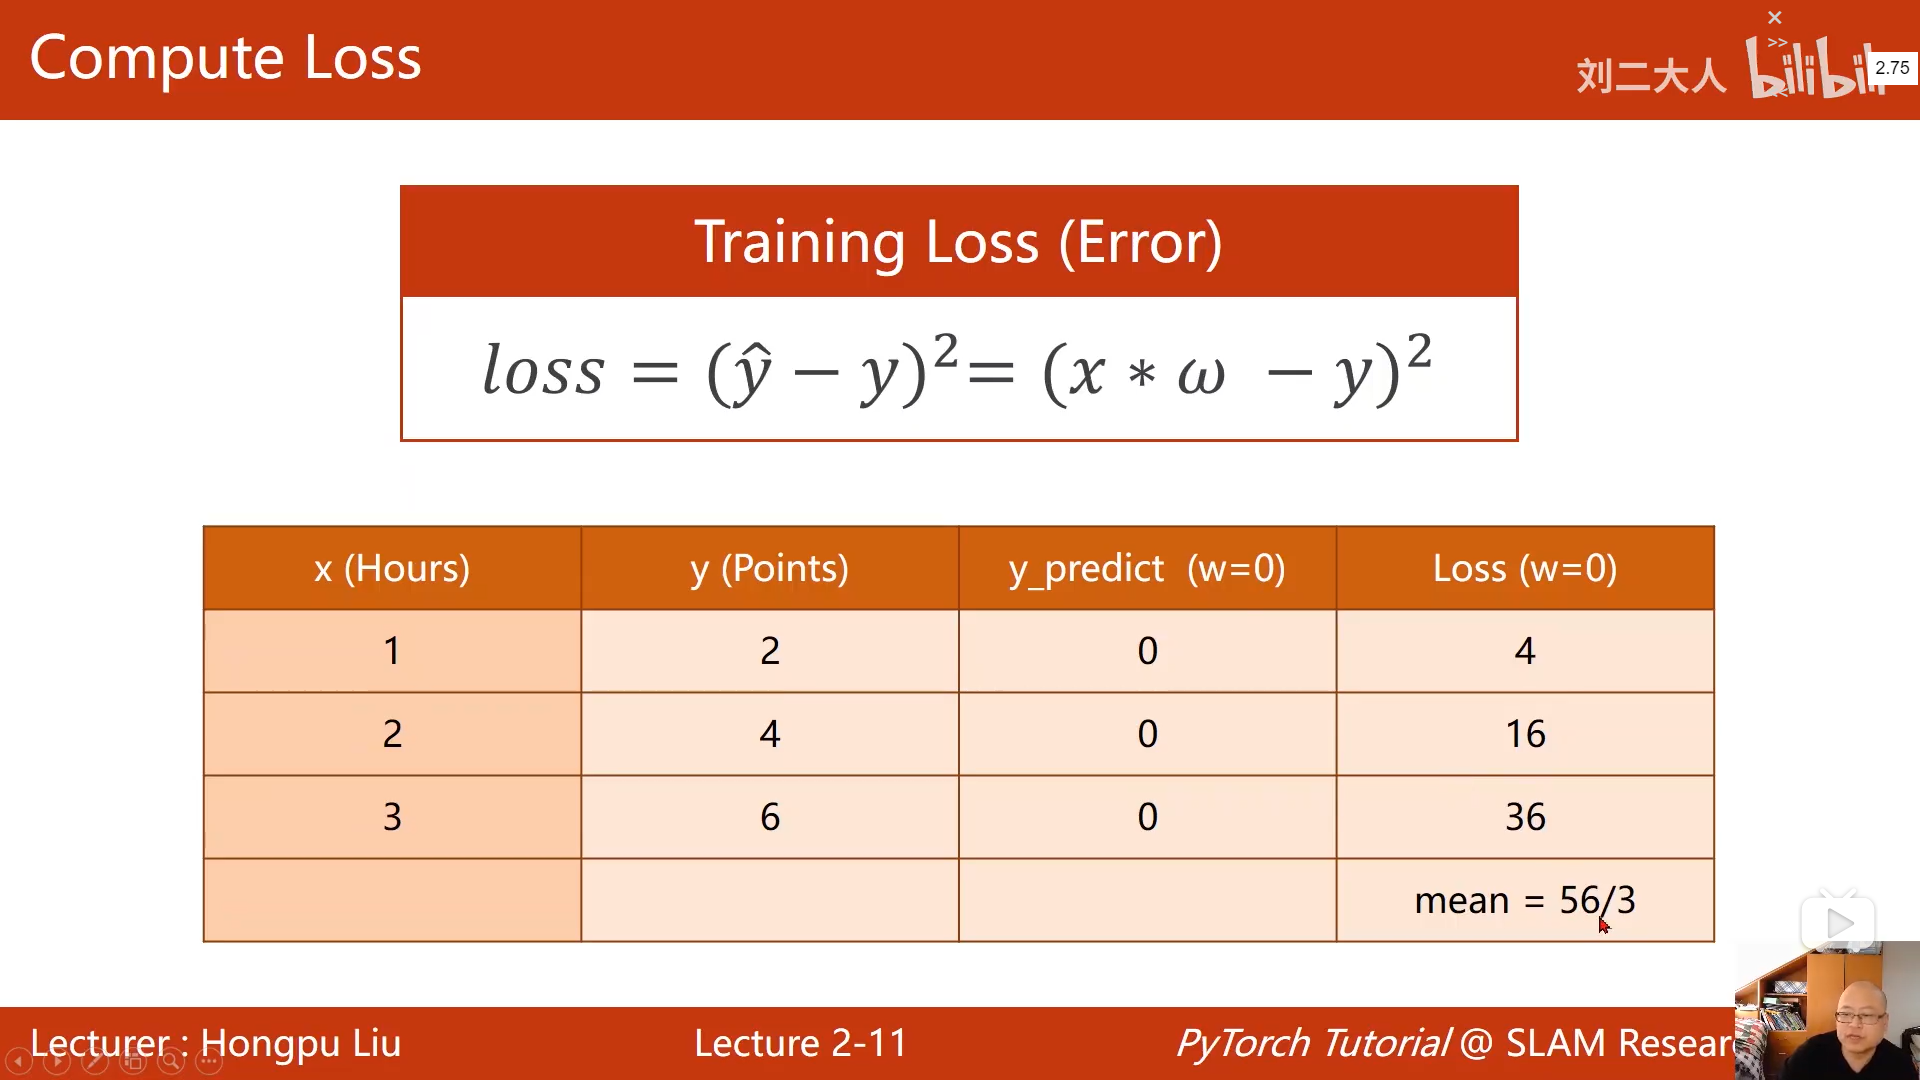 Compute Loss
刘二大人
bilibili
2.75
Training Loss (Error)
loss = (ŷ − y)²= (x ∗ ω − y)²
x (Hours) y (Points) y_predict (w=0) Loss (w=0)
1 2 0 4
2 4 0 16
3 6 0 36
mean = 56/3
Lecturer : Hongpu Liu
Lecture 2-11
PyTorch Tutorial @ SLAM Resear